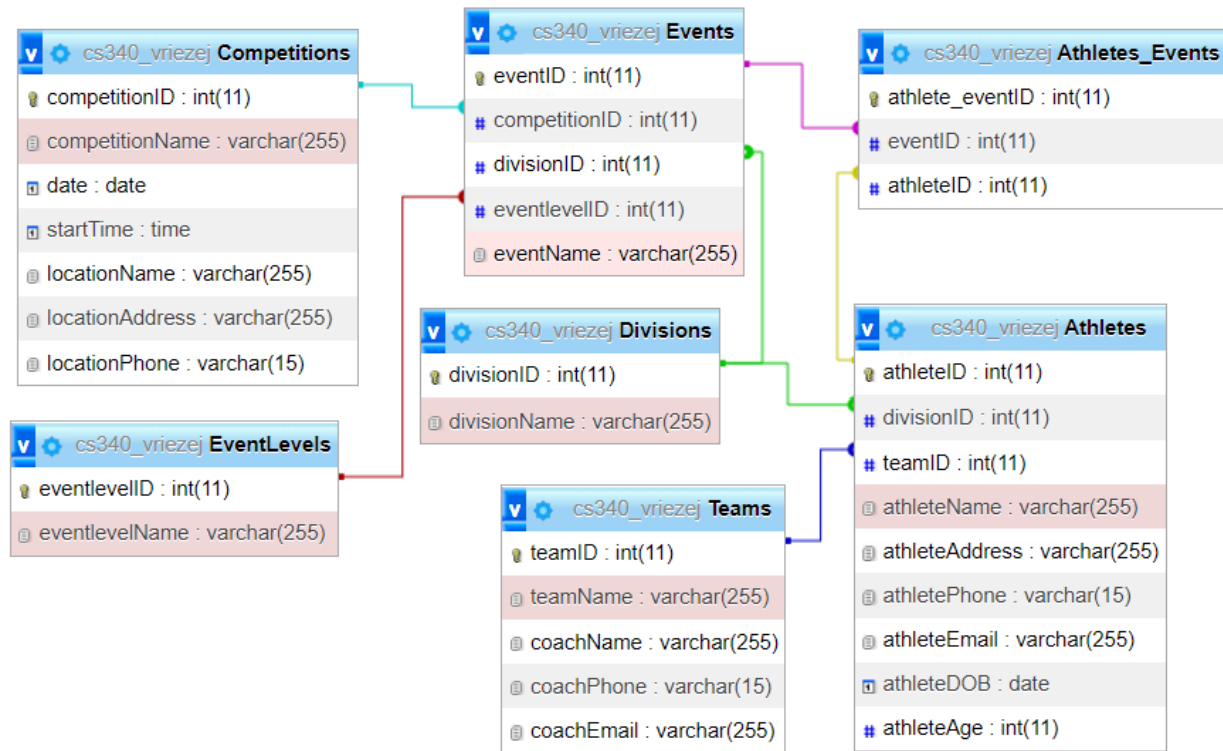 v cs340_vriezej Competitions
competitionID : int(11)
competitionName : varchar(255)
date : date
startTime : time
locationName : varchar(255)
locationAddress : varchar(255)
locationPhone : varchar(15)
v cs340_vriezej Events
eventID : int(11)
# competitionID : int(11)
# divisionID : int(11)
# eventlevelID : int(11)
eventName : varchar(255)
v cs340_vriezej Athletes_Events
athlete_eventID : int(11)
# eventID : int(11)
# athleteID : int(11)
v cs340_vriezej Divisions
divisionID : int(11)
divisionName : varchar(255)
v cs340_vriezej EventLevels
eventlevelID : int(11)
eventlevelName : varchar(255)
v cs340_vriezej Teams
teamID : int(11)
teamName : varchar(255)
coachName : varchar(255)
coachPhone : varchar(15)
coachEmail : varchar(255)
v cs340_vriezej Athletes
athleteID : int(11)
# divisionID : int(11)
# teamID : int(11)
athleteName : varchar(255)
athleteAddress : varchar(255)
athletePhone : varchar(15)
athleteEmail : varchar(255)
athleteDOB : date
# athleteAge : int(11)